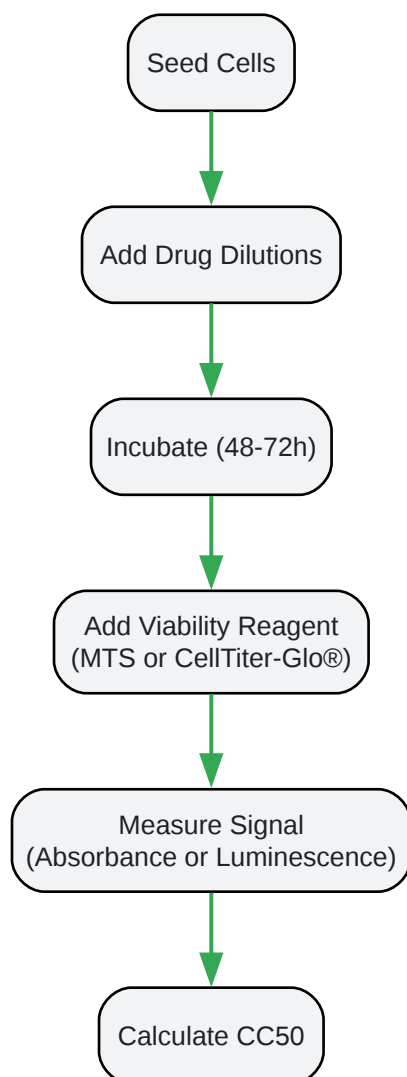 Seed Cells
Add Drug Dilutions
Incubate (48-72h)
Add Viability Reagent
(MTS or CellTiter-Glo®)
Measure Signal
(Absorbance or Luminescence)
Calculate CC50